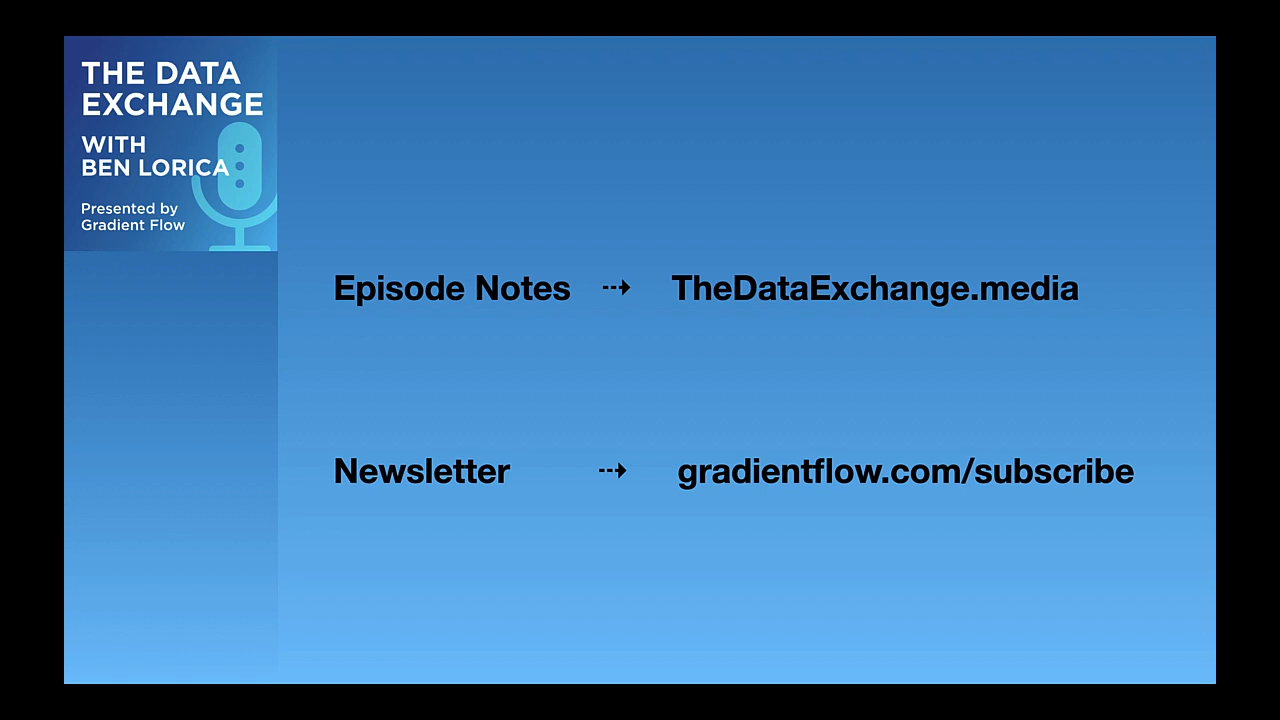 THE DATA
EXCHANGE
WITH
BEN LORICA
Presented by
Gradient Flow
Episode Notes ⇢ TheDataExchange.media
Newsletter ⇢ gradientflow.com/subscribe